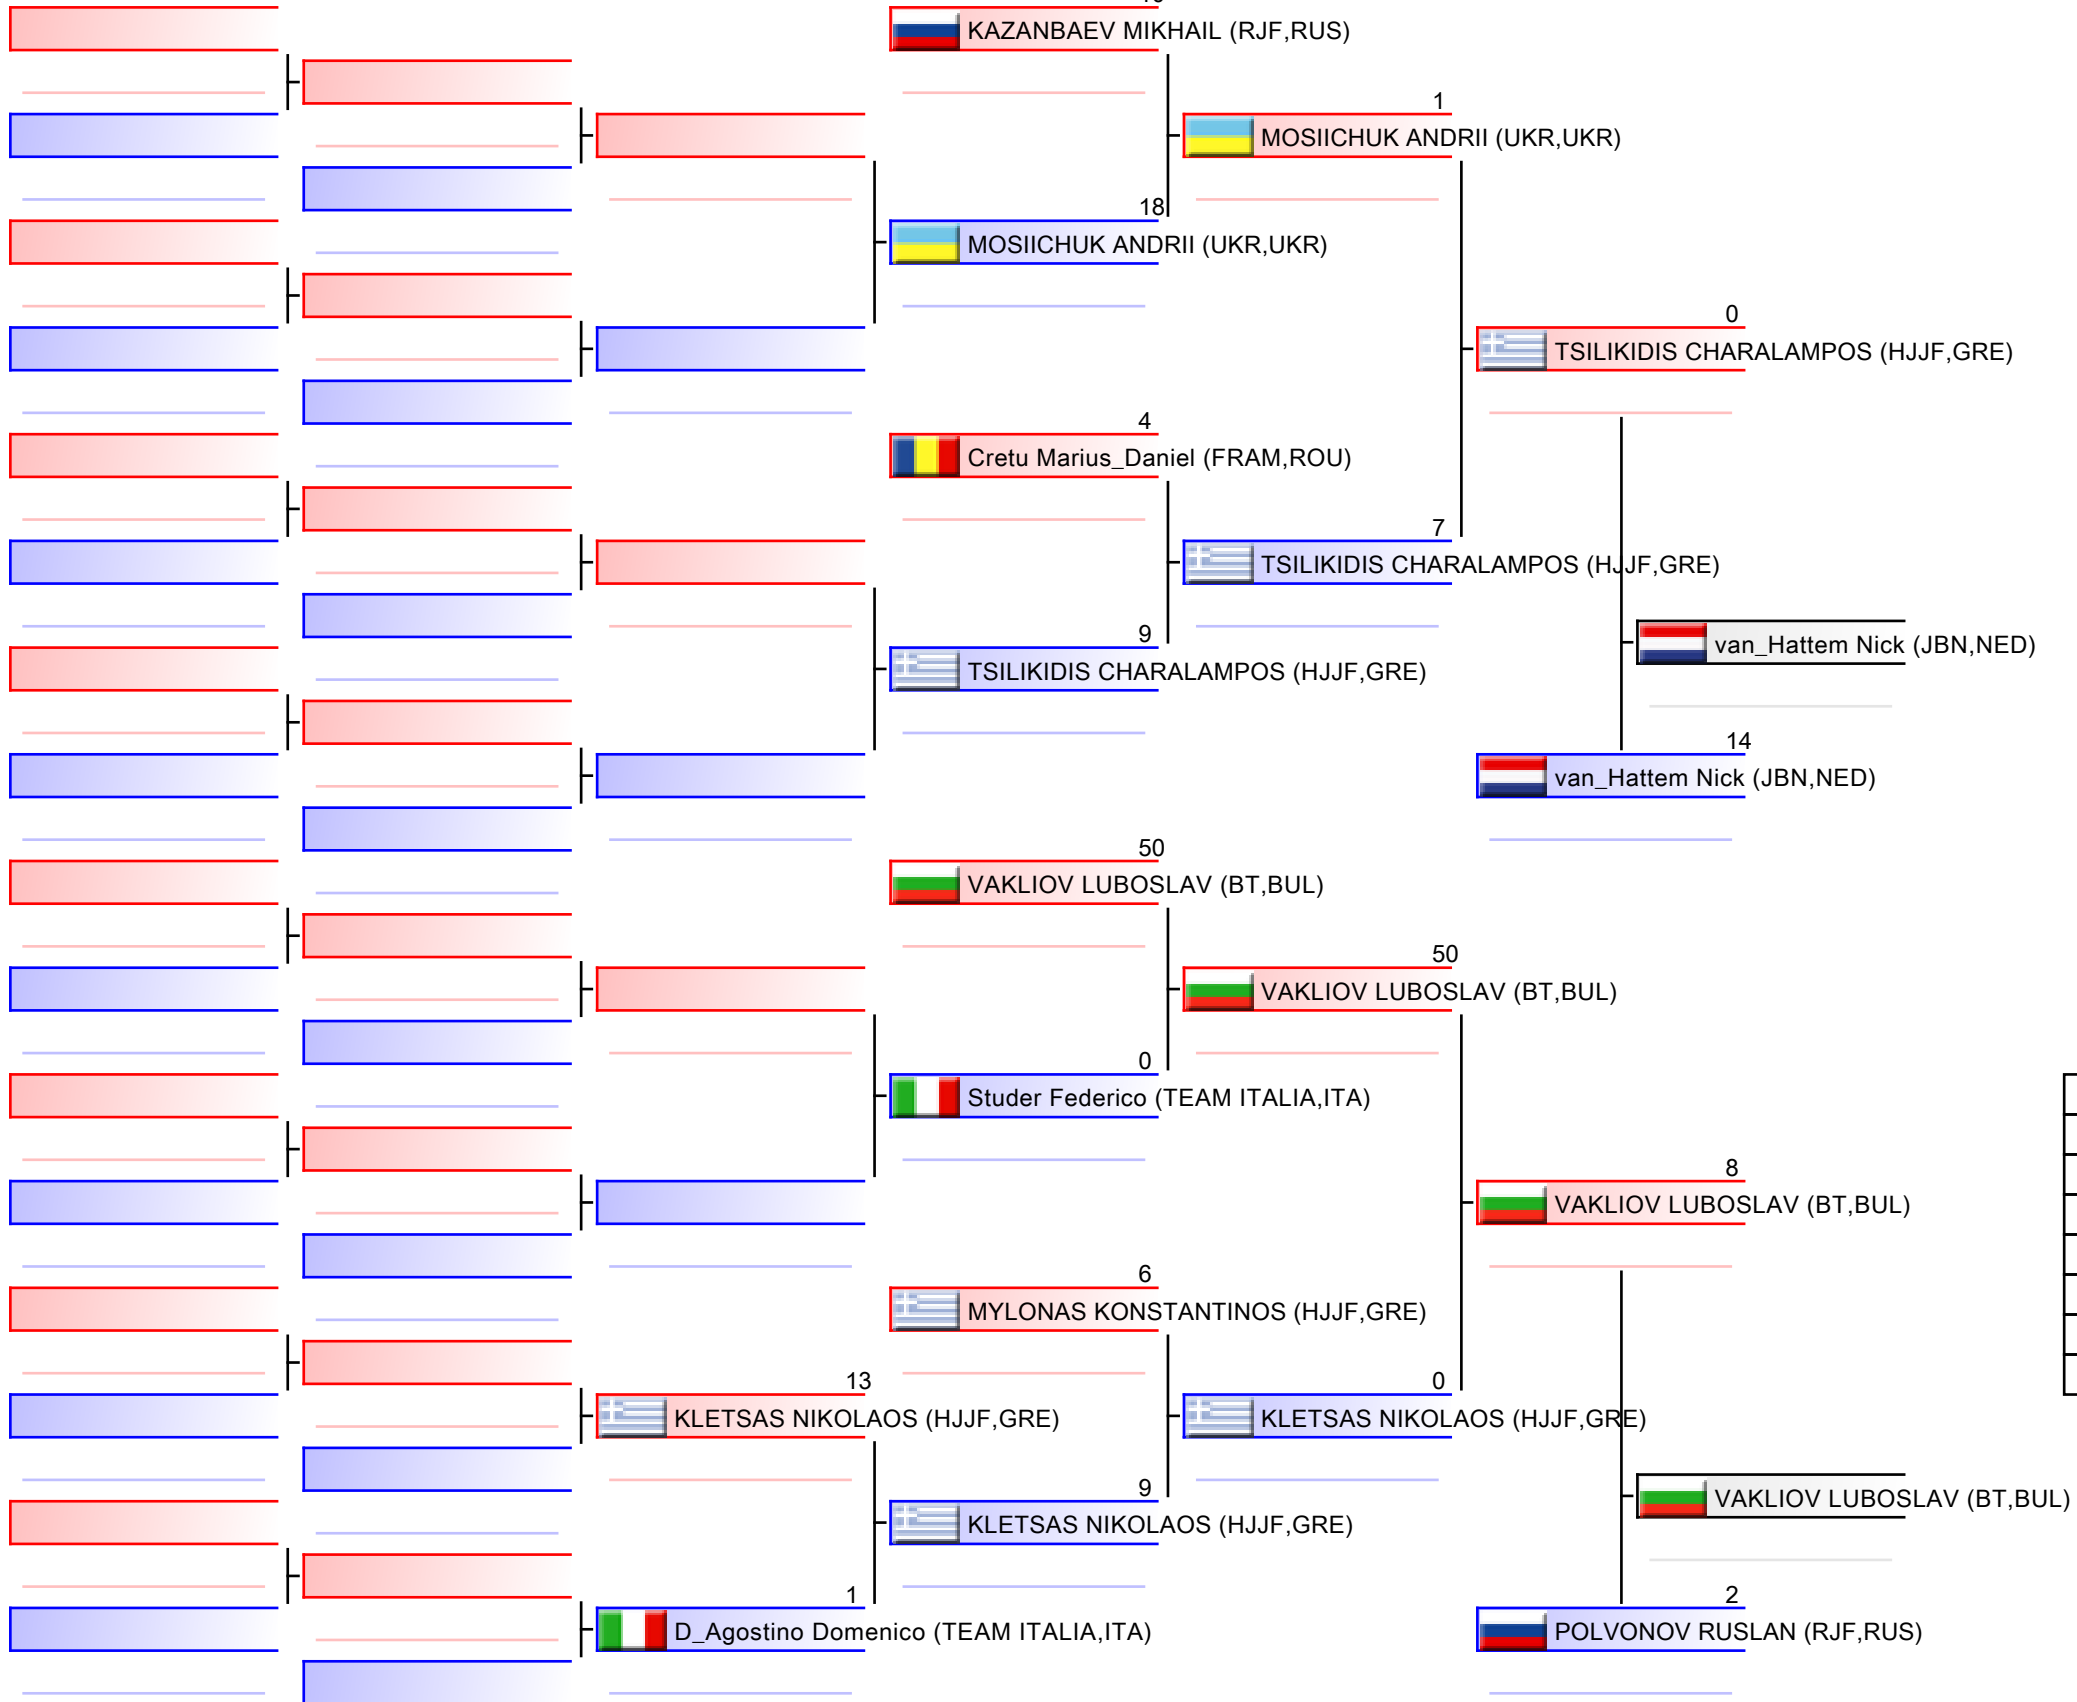 KAZANBAEV MIKHAIL (RJF,RUS)
1
MOSIICHUK ANDRII (UKR,UKR)
18
MOSIICHUK ANDRII (UKR,UKR)
0
TSILIKIDIS CHARALAMPOS (HJJF,GRE)
4
Cretu Marius_Daniel (FRAM,ROU)
7
TSILIKIDIS CHARALAMPOS (HJJF,GRE)
van_Hattem Nick (JBN,NED)
9
TSILIKIDIS CHARALAMPOS (HJJF,GRE)
14
van_Hattem Nick (JBN,NED)
50
VAKLIOV LUBOSLAV (BT,BUL)
50
VAKLIOV LUBOSLAV (BT,BUL)
0
Studer Federico (TEAM ITALIA,ITA)
8
VAKLIOV LUBOSLAV (BT,BUL)
6
MYLONAS KONSTANTINOS (HJJF,GRE)
13
KLETSAS NIKOLAOS (HJJF,GRE)
0
KLETSAS NIKOLAOS (HJJF,GRE)
VAKLIOV LUBOSLAV (BT,BUL)
9
KLETSAS NIKOLAOS (HJJF,GRE)
1
D_Agostino Domenico (TEAM ITALIA,ITA)
2
POLVONOV RUSLAN (RJF,RUS)